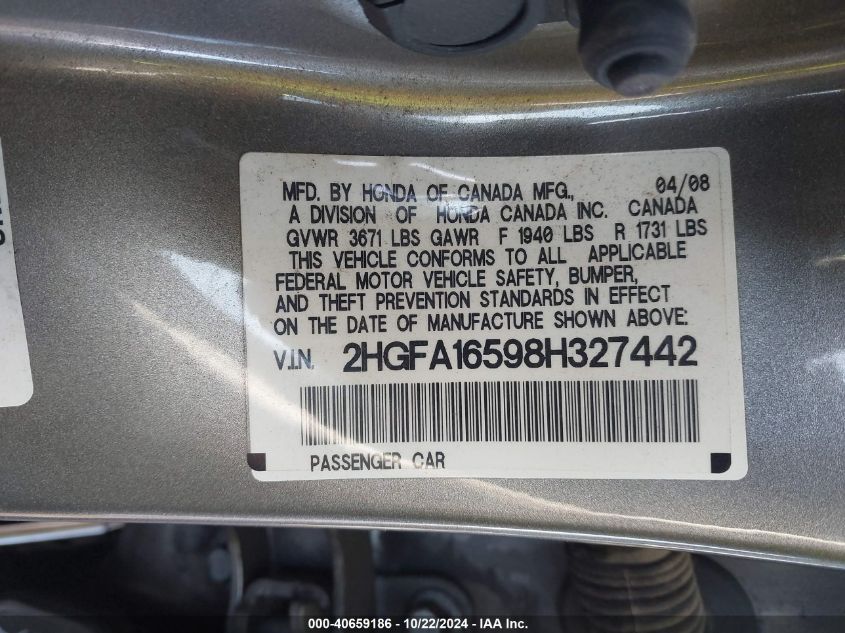 MFD. BY HONDA OF CANADA MFG., 04/08
A DIVISION OF HONDA CANADA INC. CANADA
GVWR 3671 LBS GAWR F 1940 LBS R 1731 LBS
THIS VEHICLE CONFORMS TO ALL APPLICABLE
FEDERAL MOTOR VEHICLE SAFETY, BUMPER,
AND THEFT PREVENTION STANDARDS IN EFFECT
ON THE DATE OF MANUFACTURE SHOWN ABOVE.
V.I.N. 2HGFA16598H327442
PASSENGER CAR
000-40659186 - 10/22/2024 - IAA Inc.